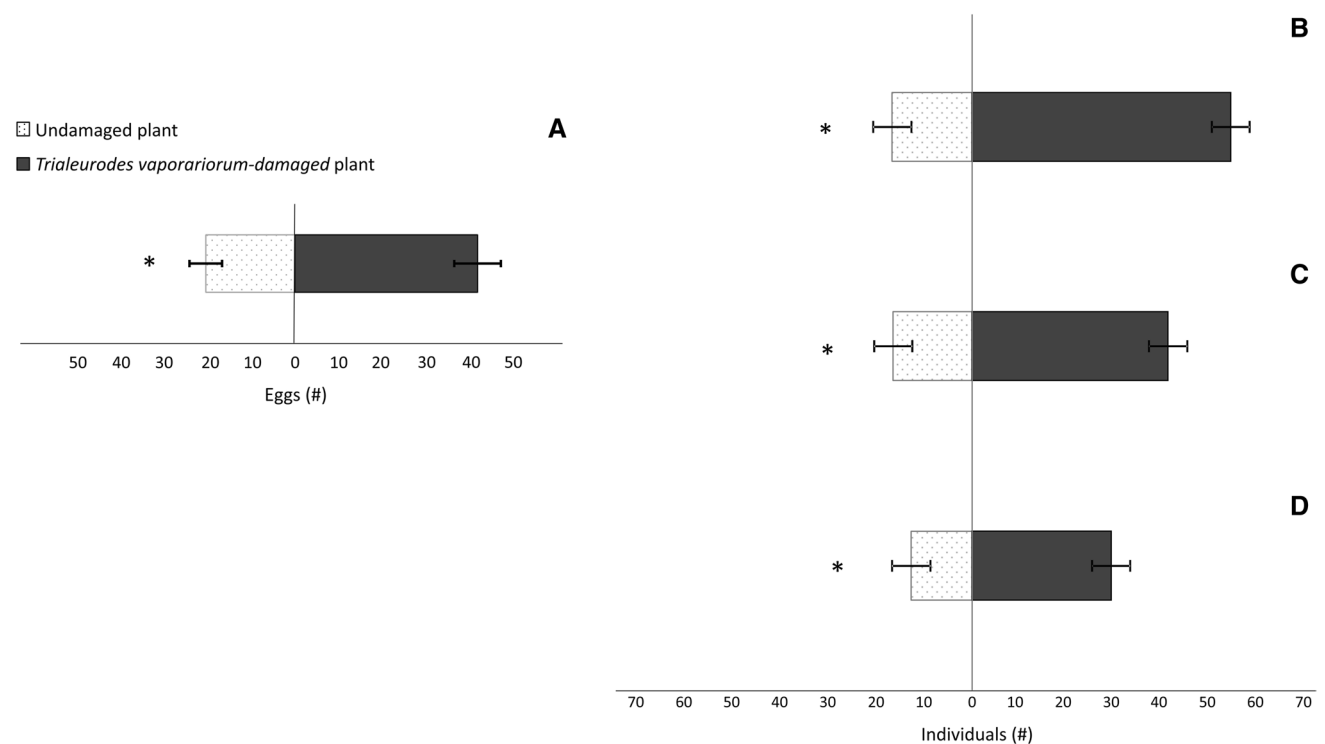 B
Undamaged plant
A
Trialeurodes vaporariorum-damaged plant
*
*
C
*
50 40 30 20 10 0 10 20 30 40 50
Eggs (#)
D
*
70 60 50 40 30 20 10 0 10 20 30 40 50 60 70
Individuals (#)